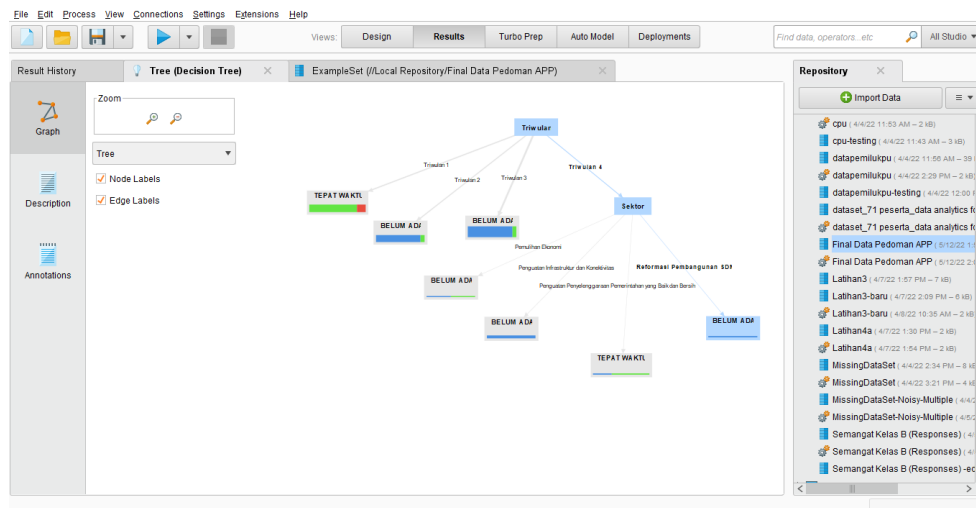 File Edit Process View Connections Settings Extensions Help
Views: Design Results Turbo Prep Auto Model Deployments
Find data, operators...etc
All Studio
Result History
Tree (Decision Tree)
ExampleSet (//Local Repository/Final Data Pedoman APP)
Repository
Graph
Description
Annotations
Zoom
Tree
Node Labels
Edge Labels
Triwular
Triwulan 1
Triwulan 2
Triwulan 3
Triwulan 4
TEPAT WAKTU
BELUM ADA
BELUM ADA
Sektor
Pemulihan Ekonomi
Penguatan Infrastruktur dan Konektivitas
Reformasi Pembangunan SDM
Penguatan Penyelenggaraan Pemerintahan yang Baik dan Bersih
BELUM ADA
BELUM ADA
BELUM ADA
TEPAT WAKTU
Import Data
cpu ( 4/4/22 11:53 AM – 2 kB)
cpu-testing ( 4/4/22 11:43 AM – 3 kB)
datapemilukpu ( 4/4/22 11:56 AM – 39
datapemilukpu ( 4/4/22 2:29 PM – 2 kB)
datapemilukpu-testing ( 4/4/22 12:00
dataset_71 peserta_data analytics fo
dataset_71 peserta_data analytics fo
Final Data Pedoman APP ( 5/12/22 1:
Final Data Pedoman APP ( 5/12/22 2:
Latihan3 ( 4/7/22 1:57 PM – 7 kB)
Latihan3-baru ( 4/7/22 2:09 PM – 6 kB)
Latihan3-baru ( 4/8/22 10:35 AM – 2 kB)
Latihan4a ( 4/7/22 1:30 PM – 2 kB)
Latihan4a ( 4/7/22 1:54 PM – 2 kB)
MissingDataSet ( 4/4/22 2:34 PM – 8 kB
MissingDataSet ( 4/4/22 3:21 PM – 4 kB
MissingDataSet-Noisy-Multiple ( 4/4/2
MissingDataSet-Noisy-Multiple ( 4/5/2
Semangat Kelas B (Responses) ( 4/
Semangat Kelas B (Responses) ( 4/
Semangat Kelas B (Responses) -ed